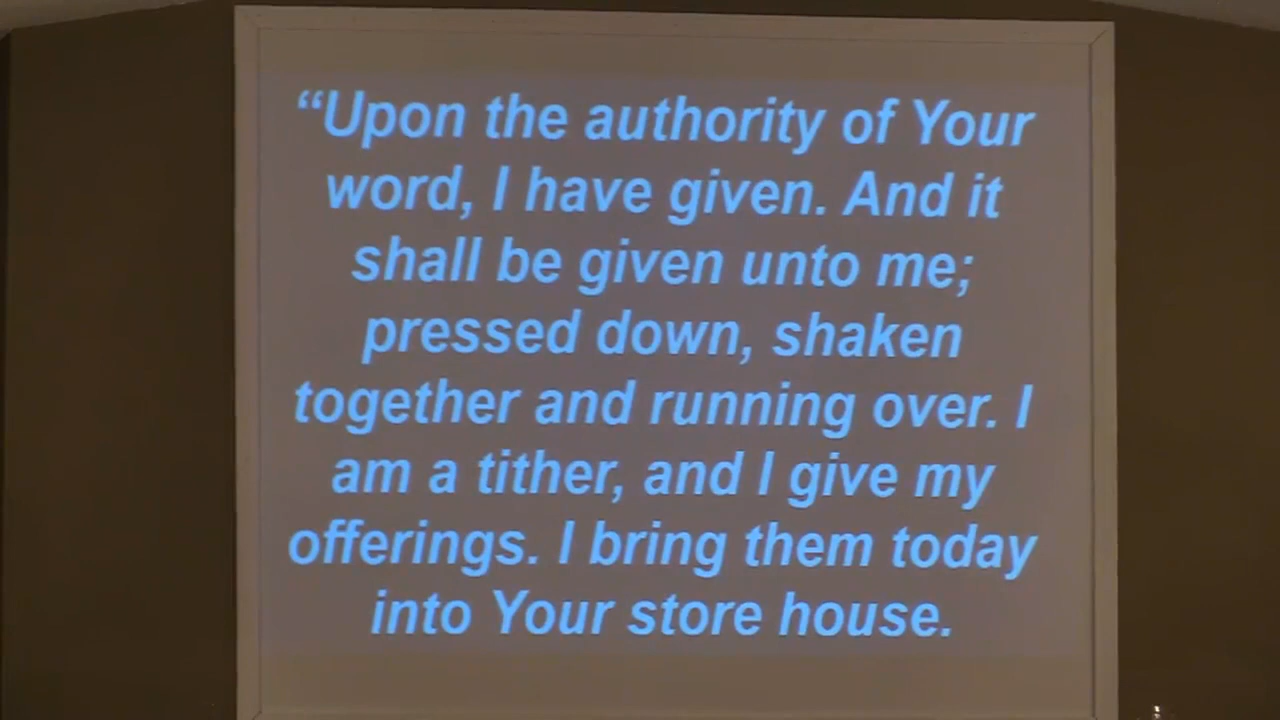 “Upon the authority of Your
word, I have given. And it
shall be given unto me;
pressed down, shaken
together and running over. I
am a tither, and I give my
offerings. I bring them today
into Your store house.